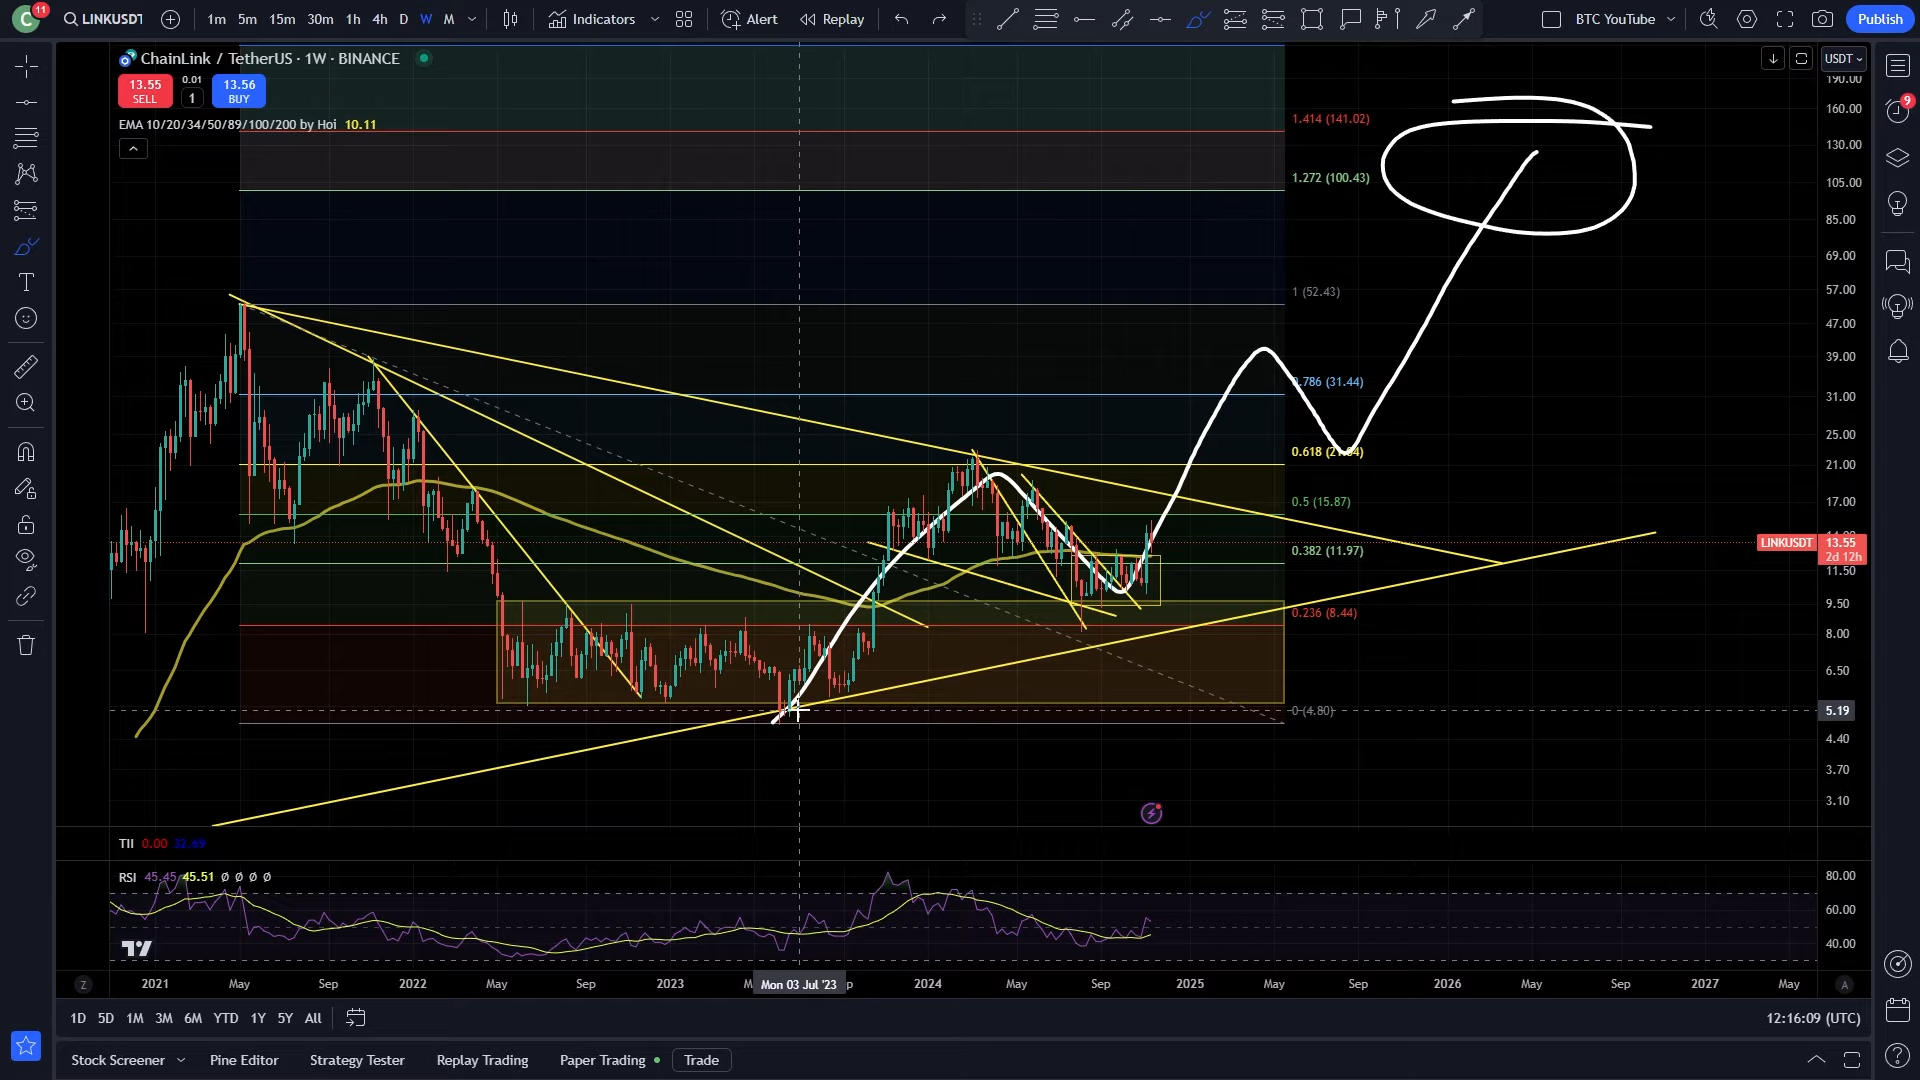 C 11 LINKUSDT 1m 5m 15m 30m 1h 4h D W M Indicators Alert Replay BTC YouTube Publish
ChainLink / TetherUS · 1W · BINANCE
USDT
13.55 SELL 0.01 1 13.56 BUY
EMA 10/20/34/50/89/100/200 by Hoi 10.11
9
190.00
160.00
130.00
105.00
85.00
69.00
57.00
47.00
39.00
31.00
25.00
21.00
17.00
11.50
9.50
8.00
6.50
5.19
4.40
3.70
3.10
1.414 (141.02)
1.272 (100.43)
1 (52.43)
0.786 (31.44)
0.5 (15.87)
0.382 (11.97)
0.236 (8.44)
0 (4.80)
LINKUSDT 13.55
2d 12h
TII 0.00 32.69
RSI 45.45 45.51 Ø Ø Ø Ø
80.00
60.00
40.00
Z 2021 May Sep 2022 May Sep 2023 Mon 03 Jul '23 2024 May Sep 2025 May Sep 2026 May Sep 2027 May A
1D 5D 1M 3M 6M YTD 1Y 5Y All 12:16:09 (UTC)
Stock Screener Pine Editor Strategy Tester Replay Trading Paper Trading Trade